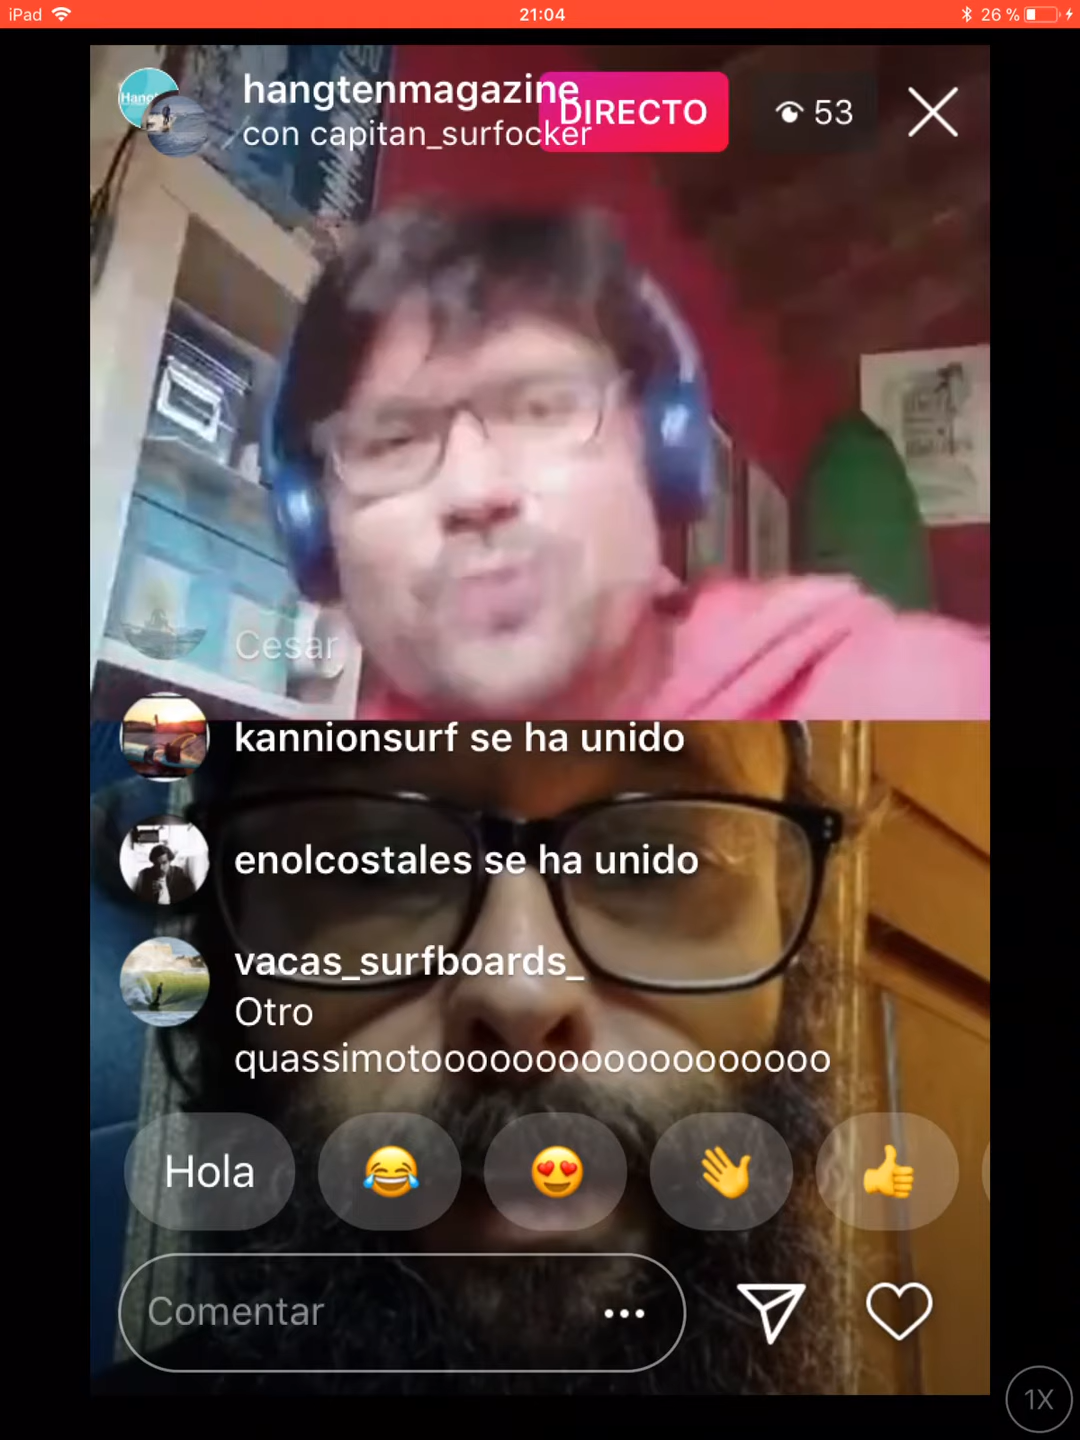 iPad
21:04
26 %
hangtenmagazine
con capitan_surfocker
DIRECTO
53
Cesar
kannionsurf se ha unido
enolcostales se ha unido
vacas_surfboards_
Otro
quassimotooooooooooooooooooo
Hola
Comentar
1X